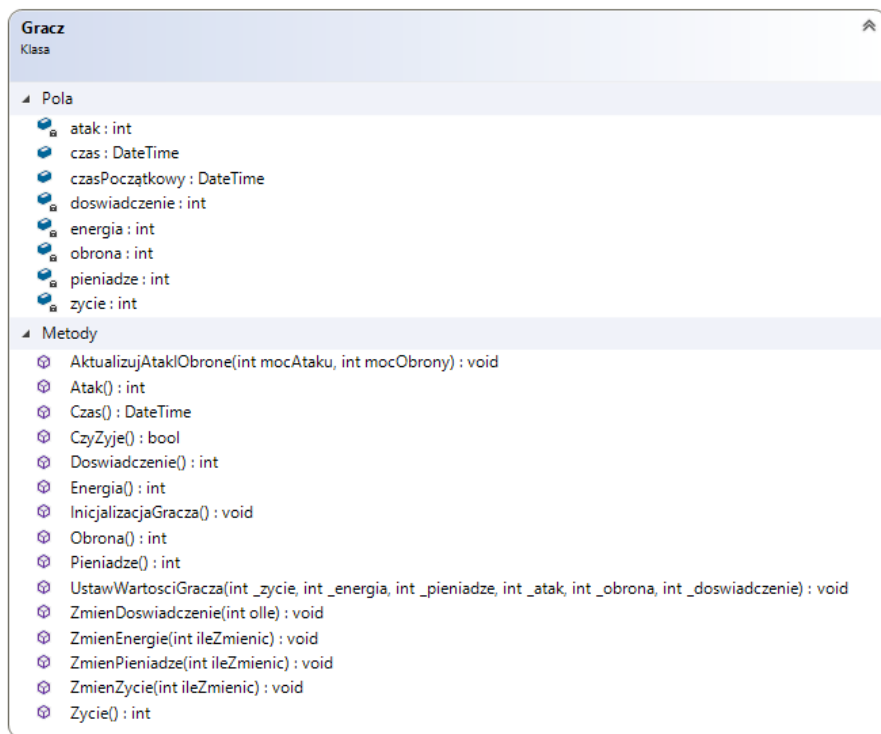 Gracz
Klasa
Pola
atak : int
czas : DateTime
czasPoczątkowy : DateTime
doswiadczenie : int
energia : int
obrona : int
pieniadze : int
zycie : int
Metody
AktualizujAtakIObrone(int mocAtaku, int mocObrony) : void
Atak() : int
Czas() : DateTime
CzyZyje() : bool
Doswiadczenie() : int
Energia() : int
InicjalizacjaGracza() : void
Obrona() : int
Pieniadze() : int
UstawWartosciGracza(int _zycie, int _energia, int _pieniadze, int _atak, int _obrona, int _doswiadczenie) : void
ZmienDoswiadczenie(int oIle) : void
ZmienEnergie(int ileZmienic) : void
ZmienPieniadze(int ileZmienic) : void
ZmienZycie(int ileZmienic) : void
Zycie() : int